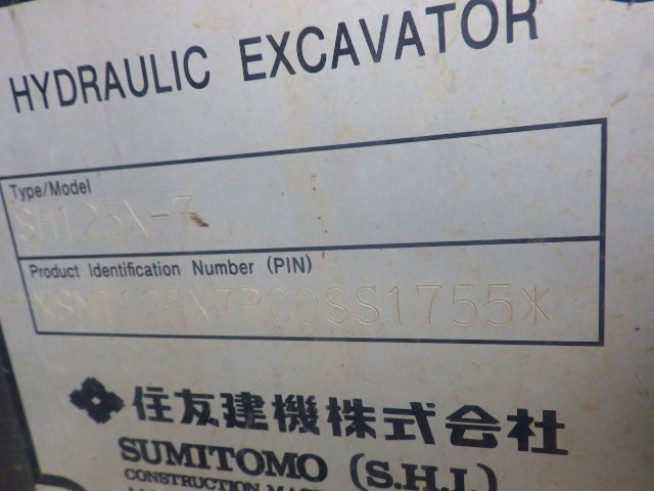 HYDRAULIC EXCAVATOR
Type/Model
SH125X-7
Product Identification Number (PIN)
住友建機株式会社
SUMITOMO (S.H.I.)
CONSTRUCTION